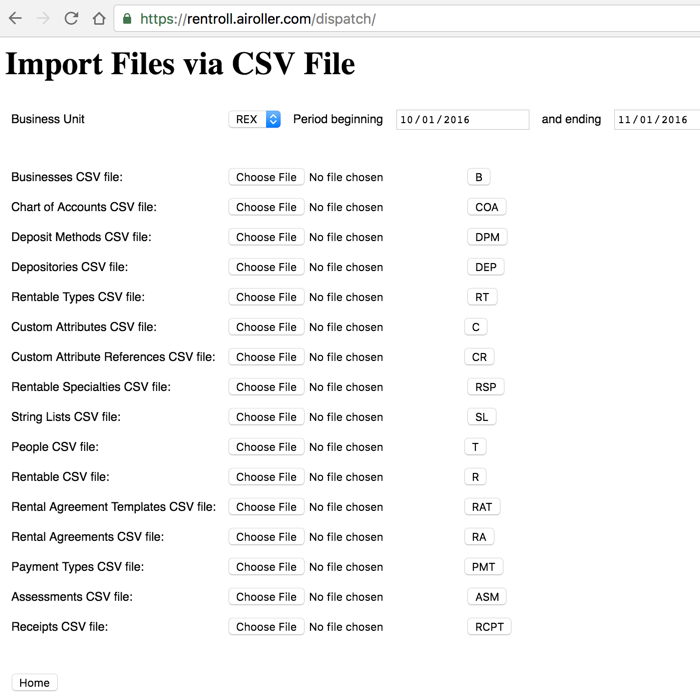 https://rentroll.airoller.com/dispatch/
Import Files via CSV File
Business Unit REX Period beginning 10/01/2016 and ending 11/01/2016
Businesses CSV file: Choose File No file chosen B
Chart of Accounts CSV file: Choose File No file chosen COA
Deposit Methods CSV file: Choose File No file chosen DPM
Depositories CSV file: Choose File No file chosen DEP
Rentable Types CSV file: Choose File No file chosen RT
Custom Attributes CSV file: Choose File No file chosen C
Custom Attribute References CSV file: Choose File No file chosen CR
Rentable Specialties CSV file: Choose File No file chosen RSP
String Lists CSV file: Choose File No file chosen SL
People CSV file: Choose File No file chosen T
Rentable CSV file: Choose File No file chosen R
Rental Agreement Templates CSV file: Choose File No file chosen RAT
Rental Agreements CSV file: Choose File No file chosen RA
Payment Types CSV file: Choose File No file chosen PMT
Assessments CSV file: Choose File No file chosen ASM
Receipts CSV file: Choose File No file chosen RCPT
Home